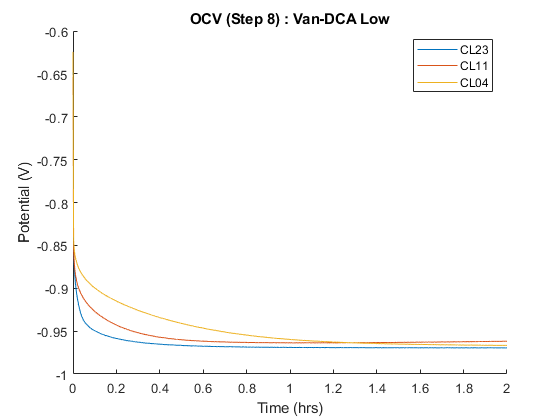 OCV (Step 8) : Van-DCA Low
CL23
CL11
CL04
Potential (V)
-0.6
-0.65
-0.7
-0.75
-0.8
-0.85
-0.9
-0.95
-1
0 0.2 0.4 0.6 0.8 1 1.2 1.4 1.6 1.8 2
Time (hrs)